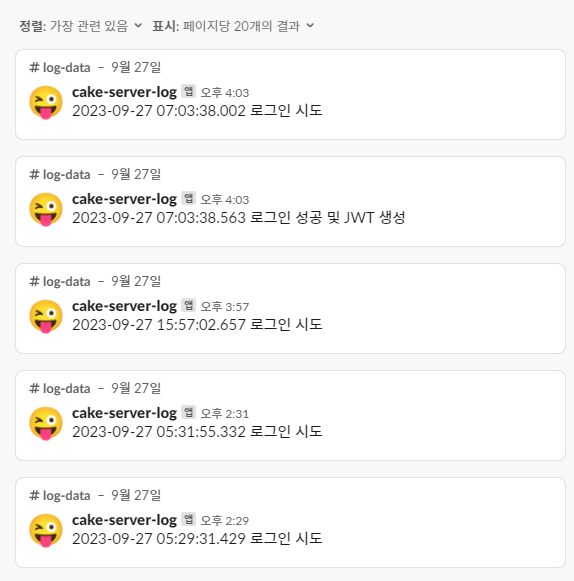 정렬: 가장 관련 있음 표시: 페이지당 20개의 결과
# log-data – 9월 27일
cake-server-log 앱 오후 4:03
2023-09-27 07:03:38.002 로그인 시도
# log-data – 9월 27일
cake-server-log 앱 오후 4:03
2023-09-27 07:03:38.563 로그인 성공 및 JWT 생성
# log-data – 9월 27일
cake-server-log 앱 오후 3:57
2023-09-27 15:57:02.657 로그인 시도
# log-data – 9월 27일
cake-server-log 앱 오후 2:31
2023-09-27 05:31:55.332 로그인 시도
# log-data – 9월 27일
cake-server-log 앱 오후 2:29
2023-09-27 05:29:31.429 로그인 시도